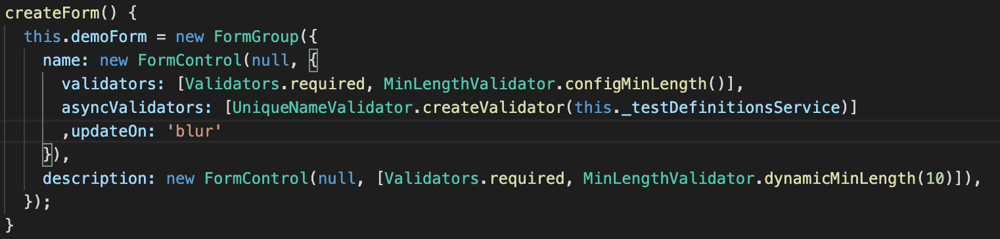 createForm() {
this.demoForm = new FormGroup({
name: new FormControl(null, {
validators: [Validators.required, MinLengthValidator.configMinLength()],
asyncValidators: [UniqueNameValidator.createValidator(this._testDefinitionsService)]
,updateOn: 'blur'
}),
description: new FormControl(null, [Validators.required, MinLengthValidator.dynamicMinLength(10)]),
});
}